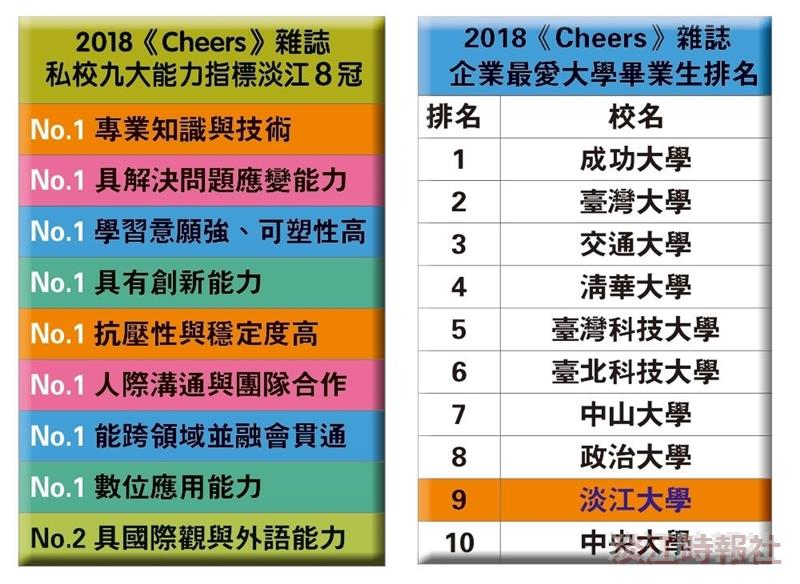 2018《Cheers》雜誌
私校九大能力指標淡江8冠
No.1 專業知識與技術
No.1 具解決問題應變能力
No.1 學習意願強、可塑性高
No.1 具有創新能力
No.1 抗壓性與穩定度高
No.1 人際溝通與團隊合作
No.1 能跨領域並融會貫通
No.1 數位應用能力
No.2 具國際觀與外語能力
2018《Cheers》雜誌
企業最愛大學畢業生排名
排名 校名
1 成功大學
2 臺灣大學
3 交通大學
4 清華大學
5 臺灣科技大學
6 臺北科技大學
7 中山大學
8 政治大學
9 淡江大學
10 中央大學
淡江時報社